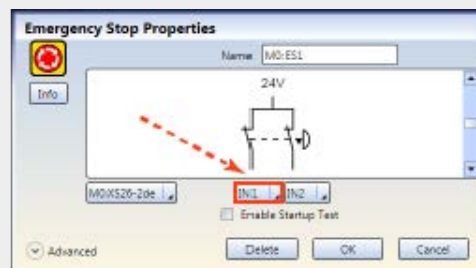 Emergency Stop Properties
Name M0:ES1
Info
24V
M0:XS26-2de IN1 IN2
Enable Startup Test
Advanced Delete OK Cancel